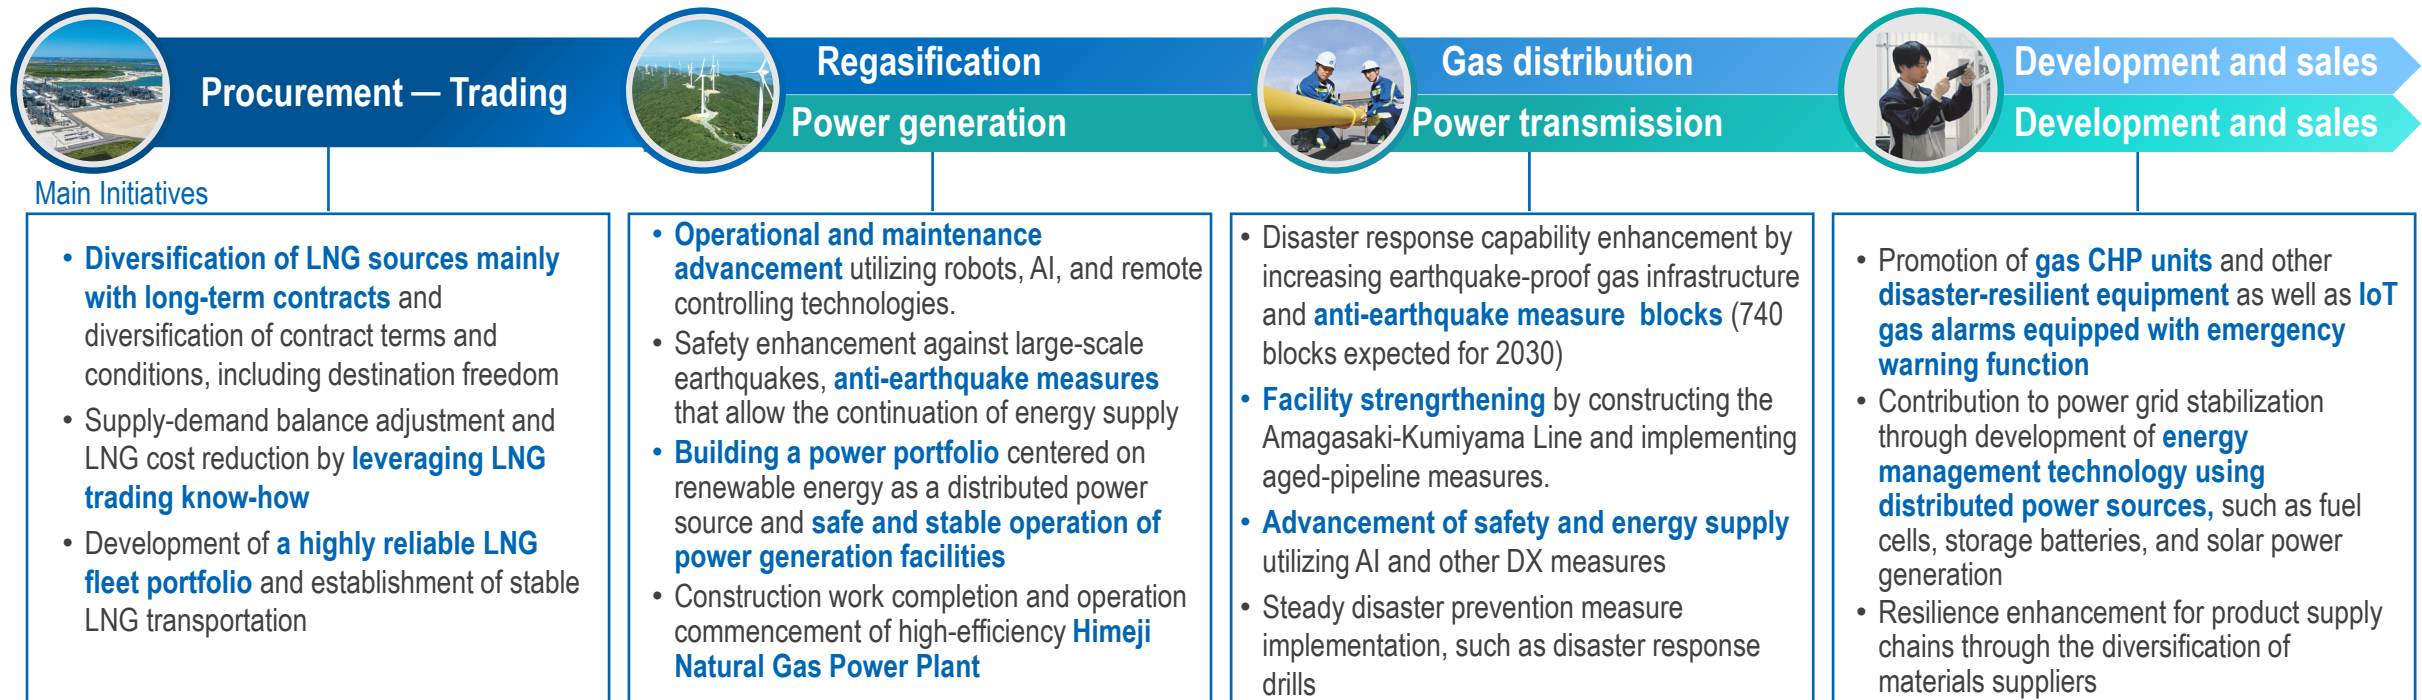 Procurement — Trading
Regasification
Power generation
Gas distribution
Power transmission
Development and sales
Development and sales
Main Initiatives
• Diversification of LNG sources mainly
with long-term contracts and
diversification of contract terms and
conditions, including destination freedom
• Supply-demand balance adjustment and
LNG cost reduction by leveraging LNG
trading know-how
• Development of a highly reliable LNG
fleet portfolio and establishment of stable
LNG transportation
• Operational and maintenance
advancement utilizing robots, AI, and remote
controlling technologies.
• Safety enhancement against large-scale
earthquakes, anti-earthquake measures
that allow the continuation of energy supply
• Building a power portfolio centered on
renewable energy as a distributed power
source and safe and stable operation of
power generation facilities
• Construction work completion and operation
commencement of high-efficiency Himeji
Natural Gas Power Plant
• Disaster response capability enhancement by
increasing earthquake-proof gas infrastructure
and anti-earthquake measure blocks (740
blocks expected for 2030)
• Facility strengrthening by constructing the
Amagasaki-Kumiyama Line and implementing
aged-pipeline measures.
• Advancement of safety and energy supply
utilizing AI and other DX measures
• Steady disaster prevention measure
implementation, such as disaster response
drills
• Promotion of gas CHP units and other
disaster-resilient equipment as well as IoT
gas alarms equipped with emergency
warning function
• Contribution to power grid stabilization
through development of energy
management technology using
distributed power sources, such as fuel
cells, storage batteries, and solar power
generation
• Resilience enhancement for product supply
chains through the diversification of
materials suppliers